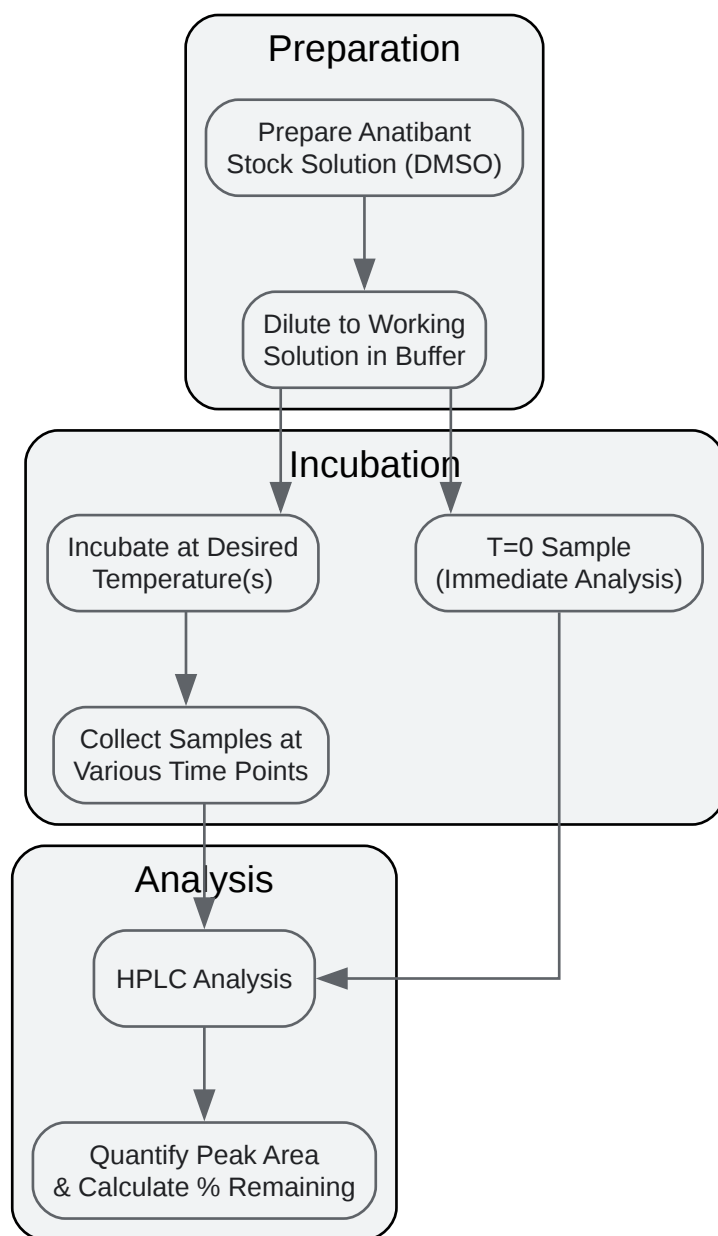 Preparation
Prepare Anatibant
Stock Solution (DMSO)
Dilute to Working
Solution in Buffer
Incubation
Incubate at Desired
Temperature(s)
T=0 Sample
(Immediate Analysis)
Collect Samples at
Various Time Points
Analysis
HPLC Analysis
Quantify Peak Area
& Calculate % Remaining